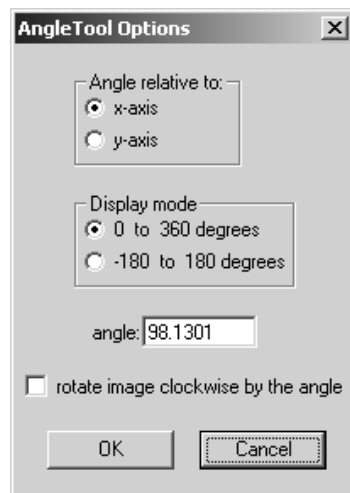 AngleTool Options
Angle relative to:
x-axis
y-axis
Display mode
0 to 360 degrees
-180 to 180 degrees
angle: 98.1301
rotate image clockwise by the angle
OK Cancel